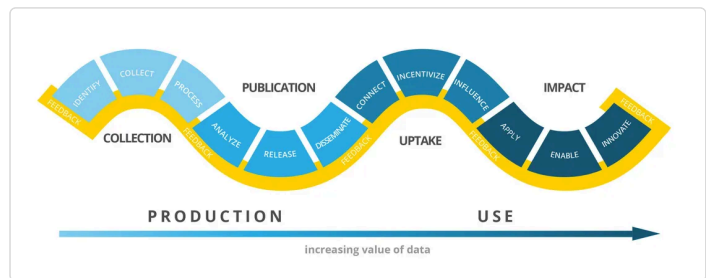 IDENTIFY
COLLECT
PROCESS
FEEDBACK
COLLECTION
PUBLICATION
FEEDBACK
ANALYZE
RELEASE
DISSEMINATE
FEEDBACK
CONNECT
INCENTIVIZE
INFLUENCE
UPTAKE
IMPACT
FEEDBACK
APPLY
ENABLE
INNOVATE
FEEDBACK
PRODUCTION
USE
increasing value of data